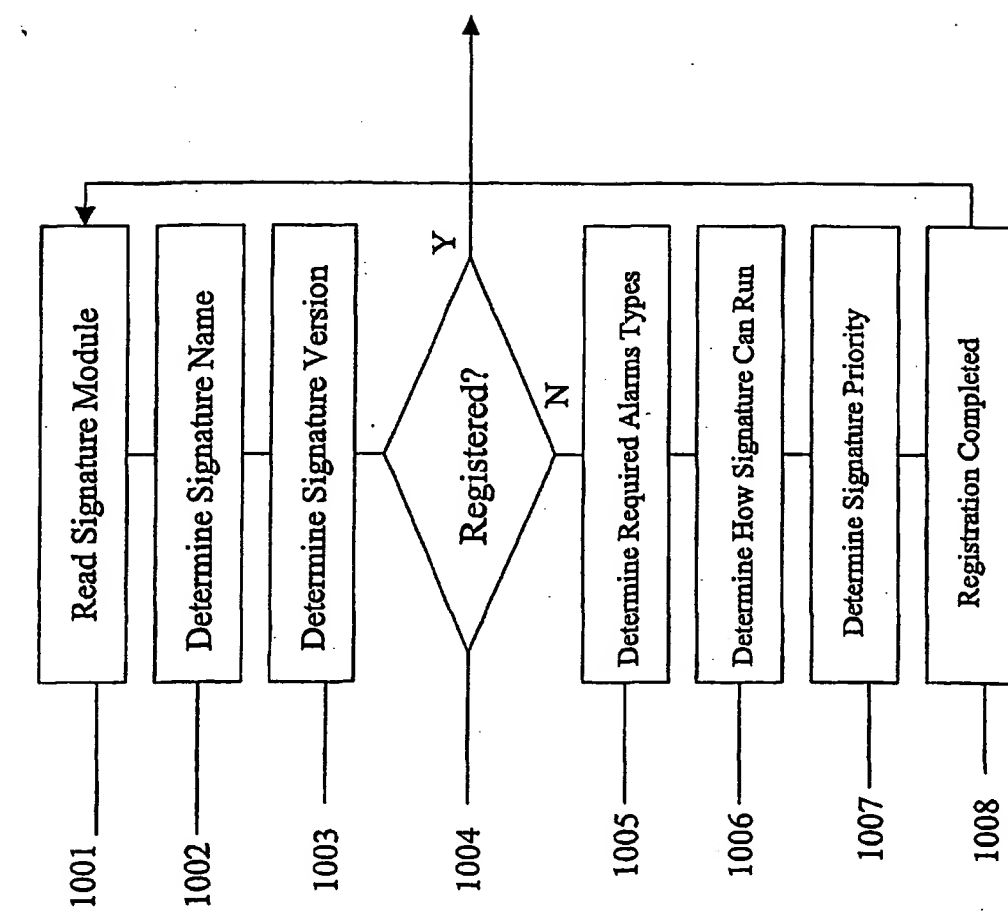 1001
Read Signature Module
1002
Determine Signature Name
1003
Determine Signature Version
1004
Registered?
Y
N
1005
Determine Required Alarms Types
1006
Determine How Signature Can Run
1007
Determine Signature Priority
1008
Registration Completed